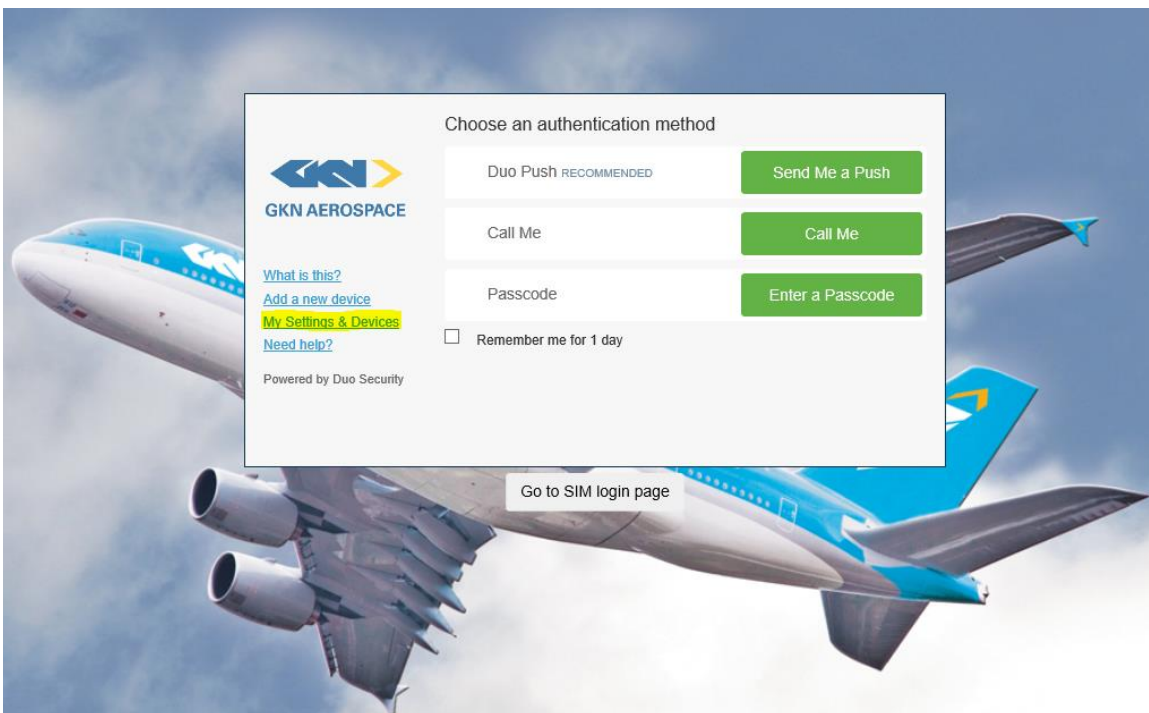 Choose an authentication method
GKN
GKN AEROSPACE
Duo Push RECOMMENDED
Send Me a Push
Call Me
Call Me
Passcode
Enter a Passcode
Remember me for 1 day
What is this?
Add a new device
My Settings & Devices
Need help?
Powered by Duo Security
Go to SIM login page